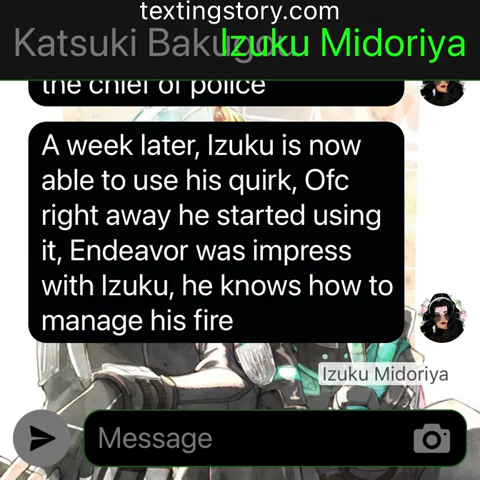 textingstory.com
Katsuki Bakugou Izuku Midoriya
the chief of police
A week later, Izuku is now
able to use his quirk, Ofc
right away he started using
it, Endeavor was impress
with Izuku, he knows how to
manage his fire
Izuku Midoriya
Message